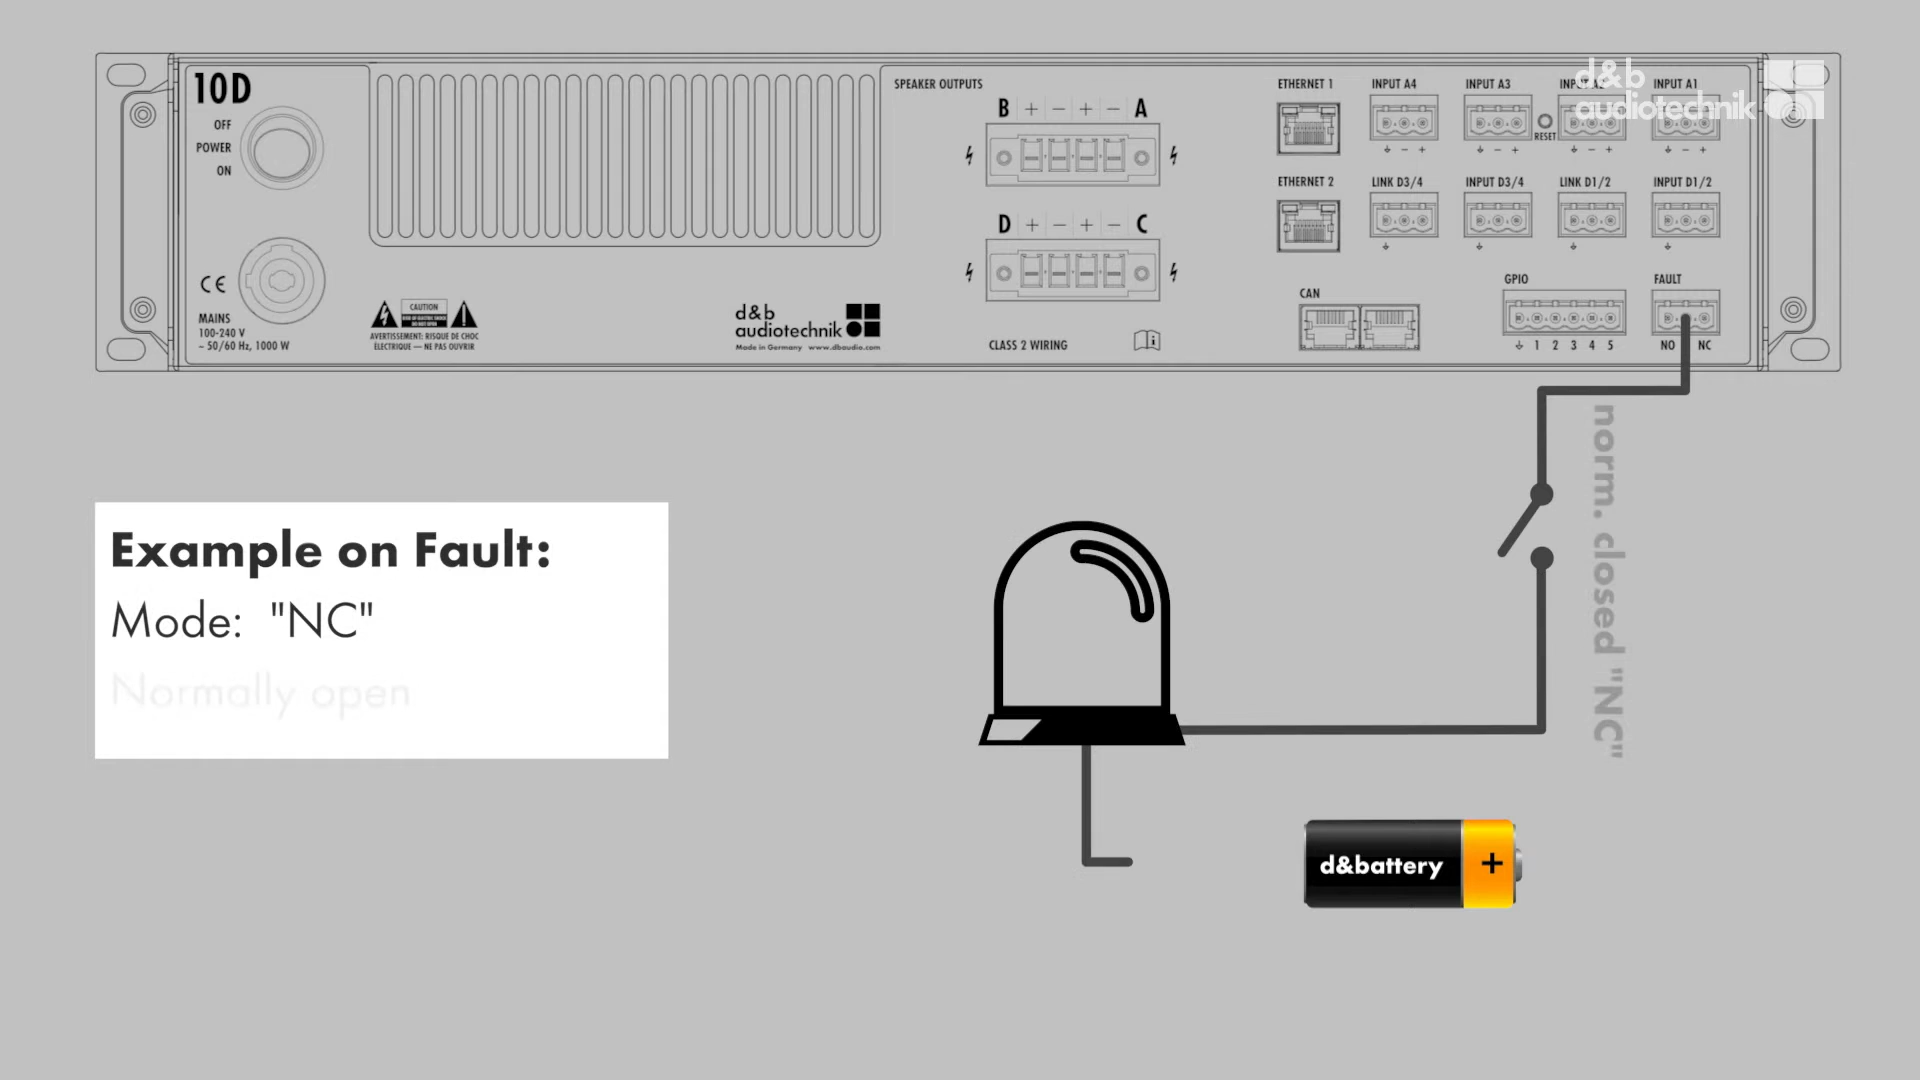 10D
OFF
POWER
ON
MAINS
100-240 V
~ 50/60 Hz, 1000 W
CE
CAUTION
AVERTISSEMENT: RISQUE DE CHOC
ÉLECTRIQUE — NE PAS OUVRIR
d&b
audiotechnik
Made in Germany www.dbaudio.com
SPEAKER OUTPUTS
B + − + − A
D + − + − C
CLASS 2 WIRING
ETHERNET 1
INPUT A4
INPUT A3
RESET
INPUT A2
INPUT A1
− +
− +
− +
− +
d&b
audiotechnik
ETHERNET 2
LINK D3/4
INPUT D3/4
LINK D1/2
INPUT D1/2
CAN
GPIO
1 2 3 4 5
FAULT
NO NC
norm. closed "NC"
Example on Fault:
Mode: "NC"
Normally open
d&battery +